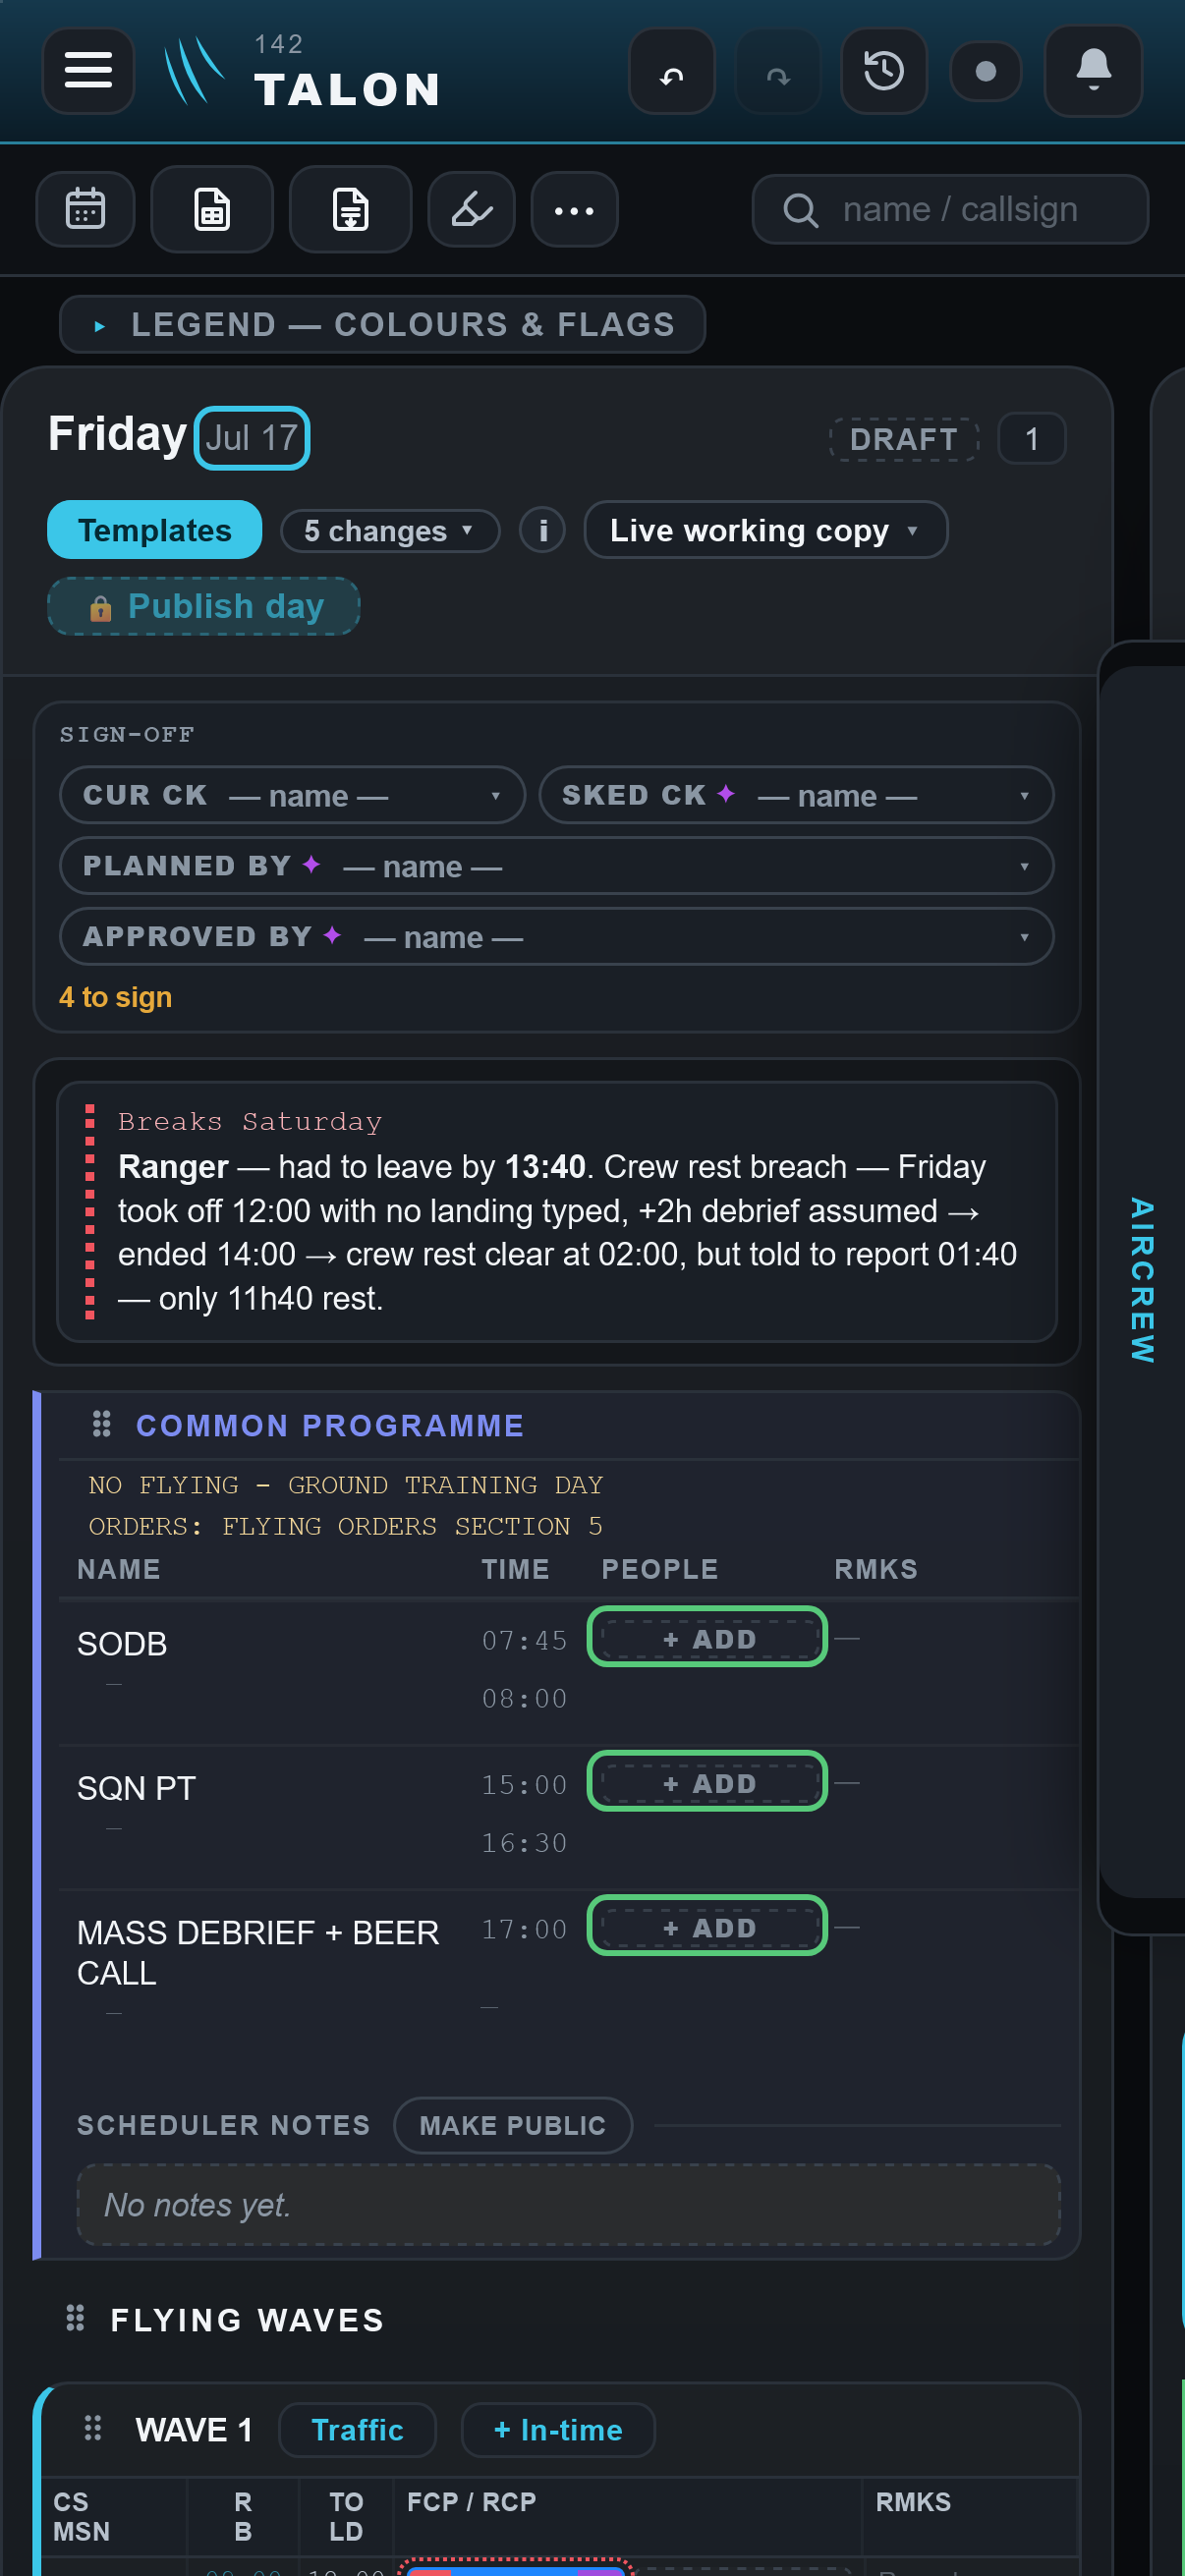 142
TALON
name / callsign
▸ LEGEND — COLOURS & FLAGS
Friday Jul 17
DRAFT 1
Templates 5 changes ▾ i Live working copy ▾
Publish day
SIGN-OFF
CUR CK — name — ▾ SKED CK ✦ — name — ▾
PLANNED BY ✦ — name — ▾
APPROVED BY ✦ — name — ▾
4 to sign
Breaks Saturday
Ranger — had to leave by 13:40. Crew rest breach — Friday
took off 12:00 with no landing typed, +2h debrief assumed →
ended 14:00 → crew rest clear at 02:00, but told to report 01:40
— only 11h40 rest.
AIRCREW
COMMON PROGRAMME
NO FLYING - GROUND TRAINING DAY
ORDERS: FLYING ORDERS SECTION 5
NAME TIME PEOPLE RMKS
SODB 07:45 + ADD —
— 08:00
SQN PT 15:00 + ADD —
— 16:30
MASS DEBRIEF + BEER 17:00 + ADD —
CALL
— —
SCHEDULER NOTES MAKE PUBLIC
No notes yet.
FLYING WAVES
WAVE 1 Traffic + In-time
CS R TO FCP / RCP RMKS
MSN B LD